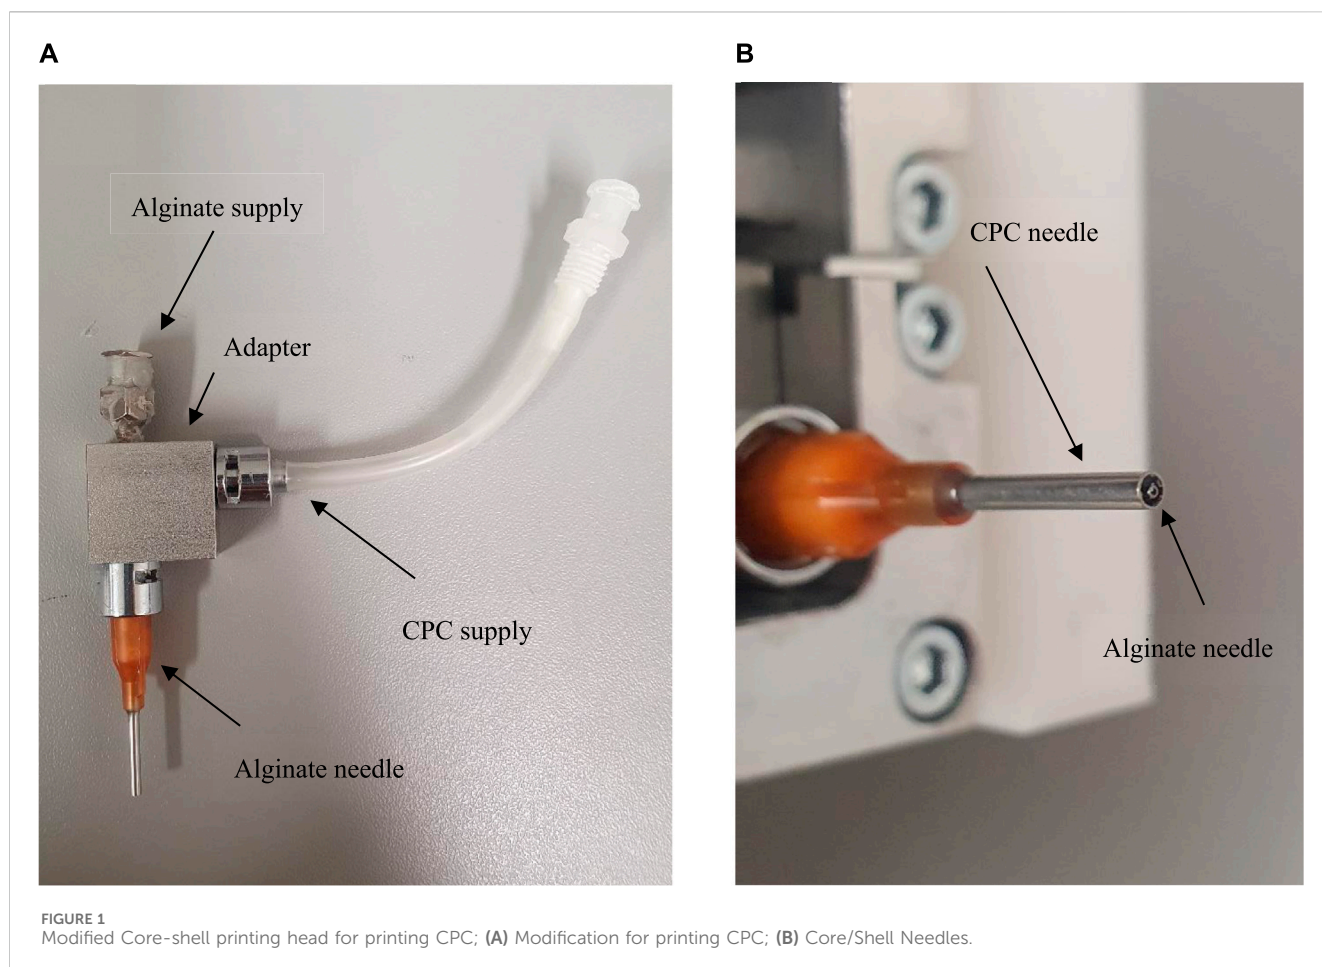 A
B
Alginate supply
CPC needle
Adapter
CPC supply
Alginate needle
Alginate needle
FIGURE 1
Modified Core-shell printing head for printing CPC; (A) Modification for printing CPC; (B) Core/Shell Needles.